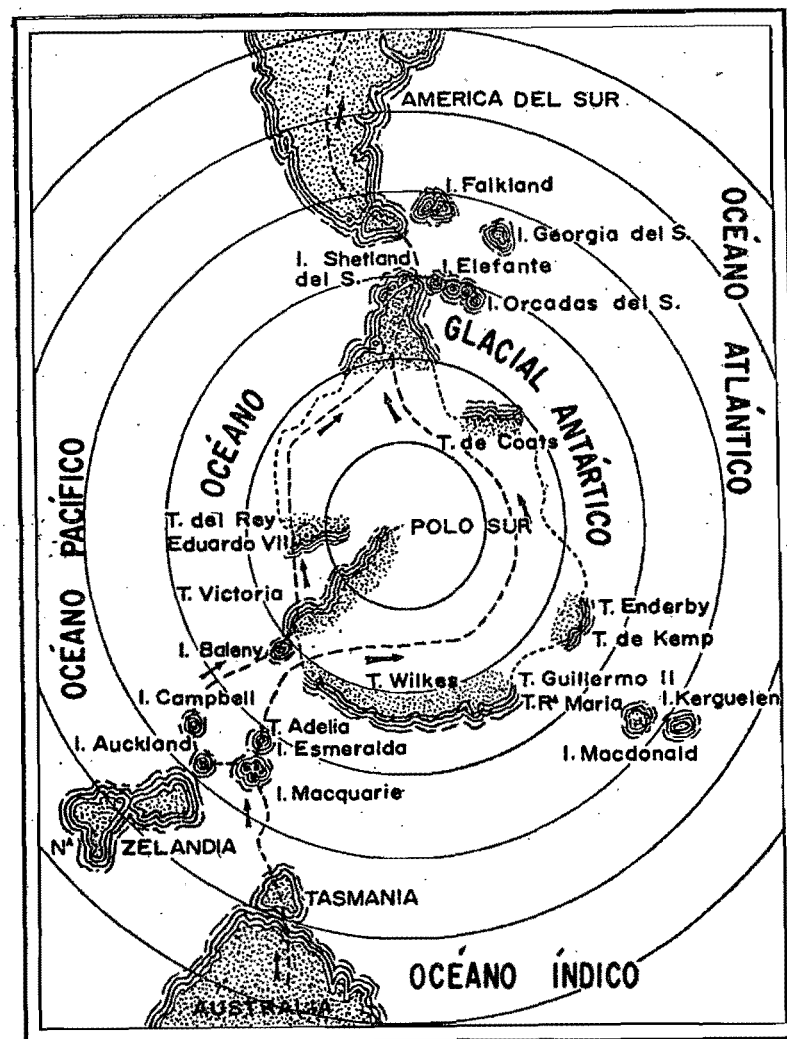 AMERICA DEL SUR
I. Falkland
I. Georgia del S.
I. Shetland
del S.
I. Elefante
I. Orcadas del S.
OCÉANO ATLÁNTICO
OCÉANO GLACIAL ANTÁRTICO
OCÉANO PACÍFICO
T. de Coats
T. del Rey
Eduardo VII
POLO SUR
T. Victoria
T. Enderby
T. de Kemp
I. Baleny
T. Wilkes
T. Guillermo II
T. Rª María
I. Kerguelen
I. Campbell
T. Adelia
I. Esmeralda
I. Auckland
I. Macdonald
I. Macquarie
Nª ZELANDIA
TASMANIA
OCÉANO ÍNDICO
AUSTRALIA